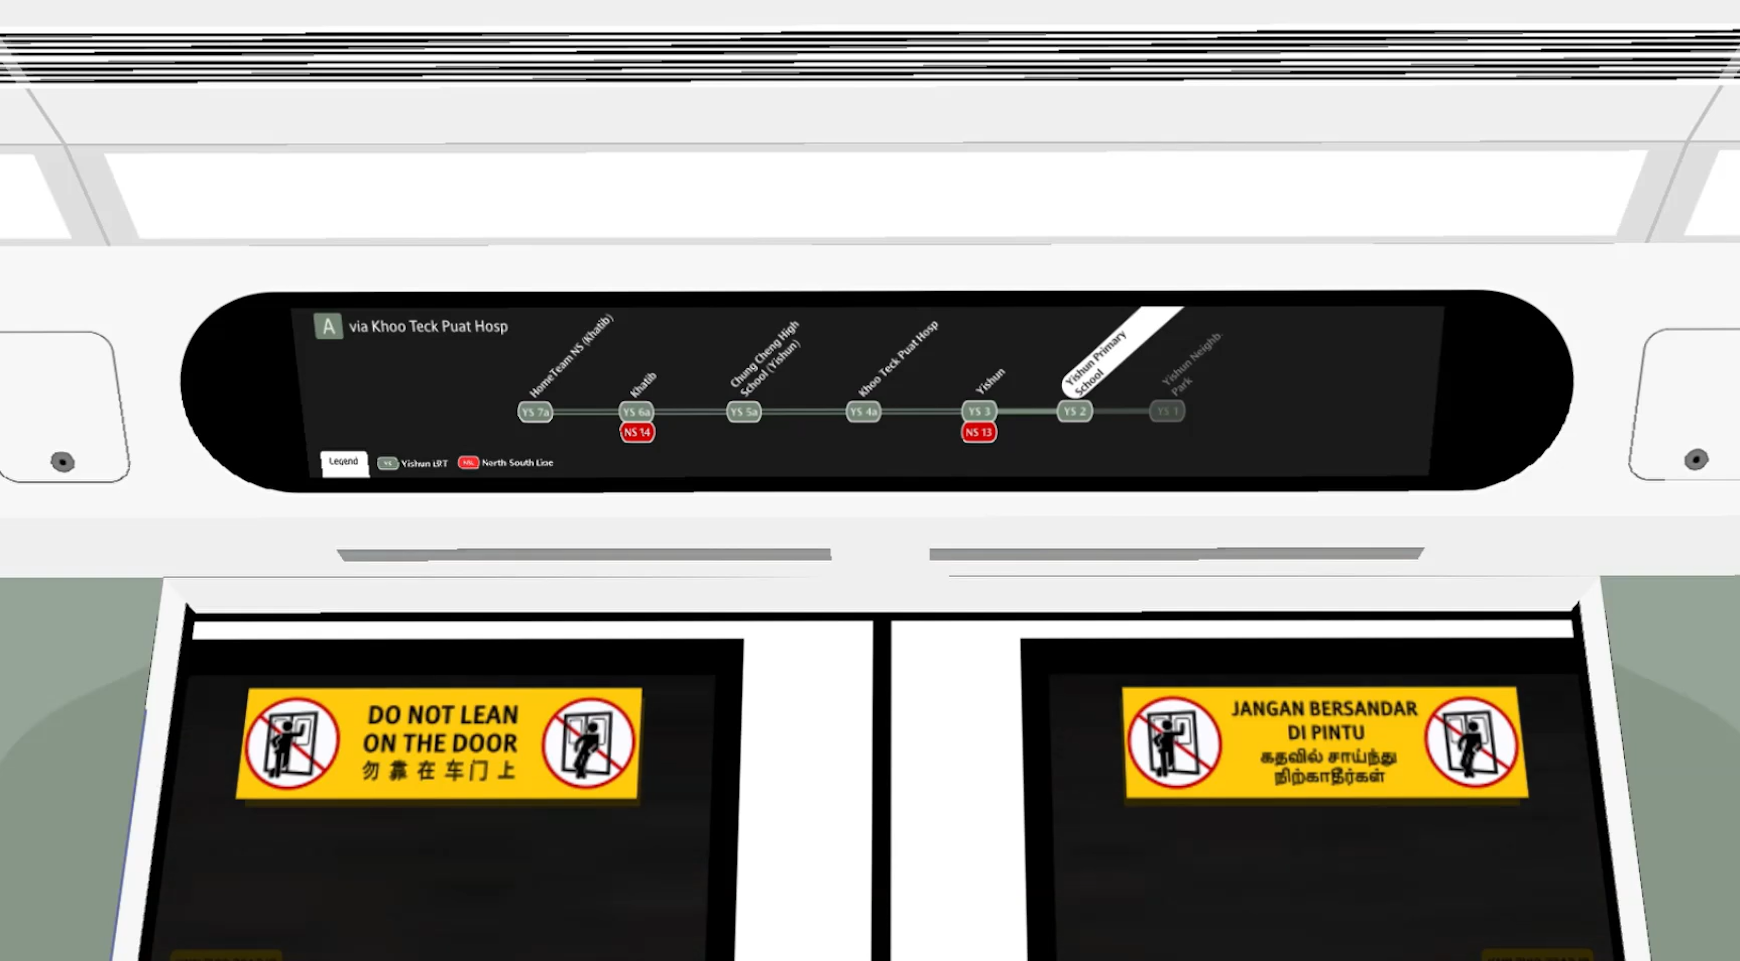 A via Khoo Teck Puat Hosp
HomeTeam NS (Khatib)
Khatib
Chung Cheng High
School (Yishun)
Khoo Teck Puat Hosp
Yishun
Yishun Primary
School
Yishun Neighb.
Park
YS 7a YS 6a YS 5a YS 4a YS 3 YS 2 YS 1
NS 14 NS 13
Legend Yishun LRT North South Line
DO NOT LEAN
ON THE DOOR
勿靠在车门上
JANGAN BERSANDAR
DI PINTU
கதவில் சாய்ந்து
நிற்காதீர்கள்